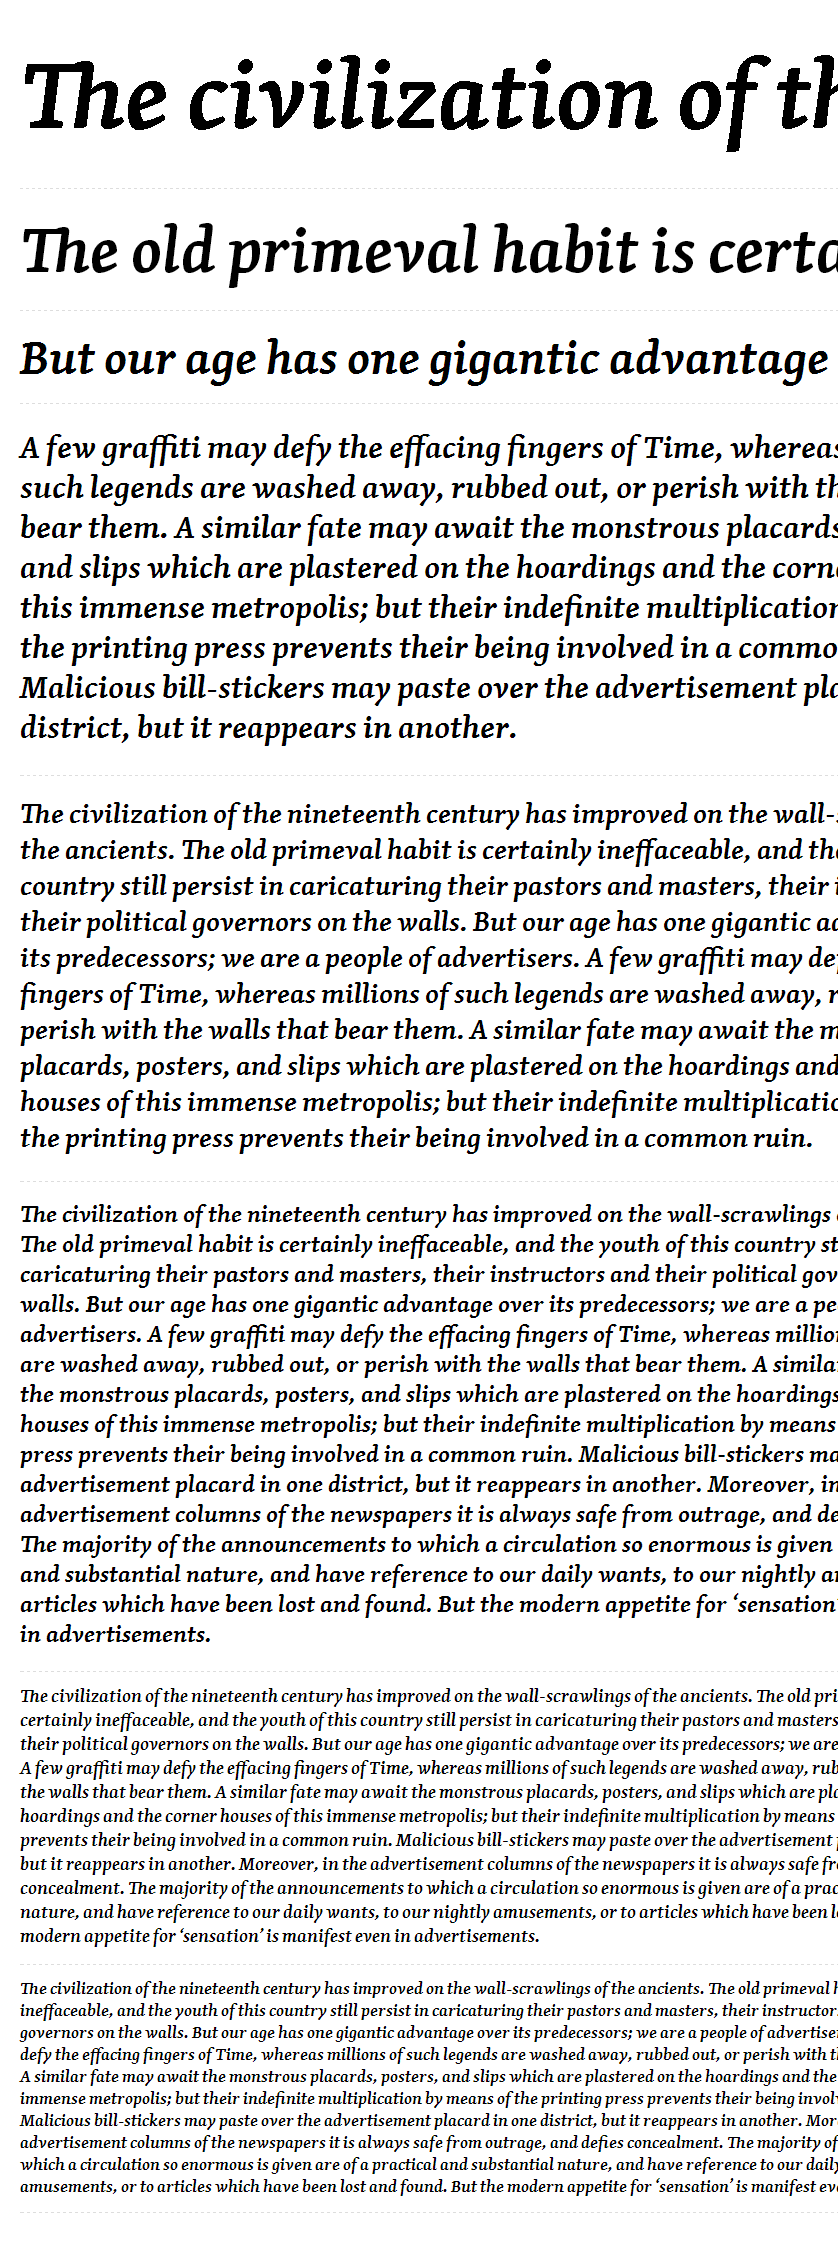 The civilization of th
The old primeval habit is certa
But our age has one gigantic advantage
A few graffiti may defy the effacing fingers of Time, whereas
such legends are washed away, rubbed out, or perish with th
bear them. A similar fate may await the monstrous placards
and slips which are plastered on the hoardings and the corn
this immense metropolis; but their indefinite multiplication
the printing press prevents their being involved in a commo
Malicious bill-stickers may paste over the advertisement pla
district, but it reappears in another.
The civilization of the nineteenth century has improved on the wall-
the ancients. The old primeval habit is certainly ineffaceable, and the
country still persist in caricaturing their pastors and masters, their i
their political governors on the walls. But our age has one gigantic ad
its predecessors; we are a people of advertisers. A few graffiti may def
fingers of Time, whereas millions of such legends are washed away, r
perish with the walls that bear them. A similar fate may await the m
placards, posters, and slips which are plastered on the hoardings and
houses of this immense metropolis; but their indefinite multiplicatio
the printing press prevents their being involved in a common ruin.
The civilization of the nineteenth century has improved on the wall-scrawlings
The old primeval habit is certainly ineffaceable, and the youth of this country st
caricaturing their pastors and masters, their instructors and their political gov
walls. But our age has one gigantic advantage over its predecessors; we are a pe
advertisers. A few graffiti may defy the effacing fingers of Time, whereas million
are washed away, rubbed out, or perish with the walls that bear them. A similar
the monstrous placards, posters, and slips which are plastered on the hoardings
houses of this immense metropolis; but their indefinite multiplication by means
press prevents their being involved in a common ruin. Malicious bill-stickers ma
advertisement placard in one district, but it reappears in another. Moreover, in
advertisement columns of the newspapers it is always safe from outrage, and de
The majority of the announcements to which a circulation so enormous is given
and substantial nature, and have reference to our daily wants, to our nightly a
articles which have been lost and found. But the modern appetite for ‘sensation’
in advertisements.
The civilization of the nineteenth century has improved on the wall-scrawlings of the ancients. The old pri
certainly ineffaceable, and the youth of this country still persist in caricaturing their pastors and masters
their political governors on the walls. But our age has one gigantic advantage over its predecessors; we are
A few graffiti may defy the effacing fingers of Time, whereas millions of such legends are washed away, rub
the walls that bear them. A similar fate may await the monstrous placards, posters, and slips which are pla
hoardings and the corner houses of this immense metropolis; but their indefinite multiplication by means
prevents their being involved in a common ruin. Malicious bill-stickers may paste over the advertisement
but it reappears in another. Moreover, in the advertisement columns of the newspapers it is always safe fr
concealment. The majority of the announcements to which a circulation so enormous is given are of a prac
nature, and have reference to our daily wants, to our nightly amusements, or to articles which have been l
modern appetite for ‘sensation’ is manifest even in advertisements.
The civilization of the nineteenth century has improved on the wall-scrawlings of the ancients. The old primeval h
ineffaceable, and the youth of this country still persist in caricaturing their pastors and masters, their instructor
governors on the walls. But our age has one gigantic advantage over its predecessors; we are a people of advertise
defy the effacing fingers of Time, whereas millions of such legends are washed away, rubbed out, or perish with th
A similar fate may await the monstrous placards, posters, and slips which are plastered on the hoardings and the
immense metropolis; but their indefinite multiplication by means of the printing press prevents their being invol
Malicious bill-stickers may paste over the advertisement placard in one district, but it reappears in another. Mor
advertisement columns of the newspapers it is always safe from outrage, and defies concealment. The majority of
which a circulation so enormous is given are of a practical and substantial nature, and have reference to our daily
amusements, or to articles which have been lost and found. But the modern appetite for ‘sensation’ is manifest ev